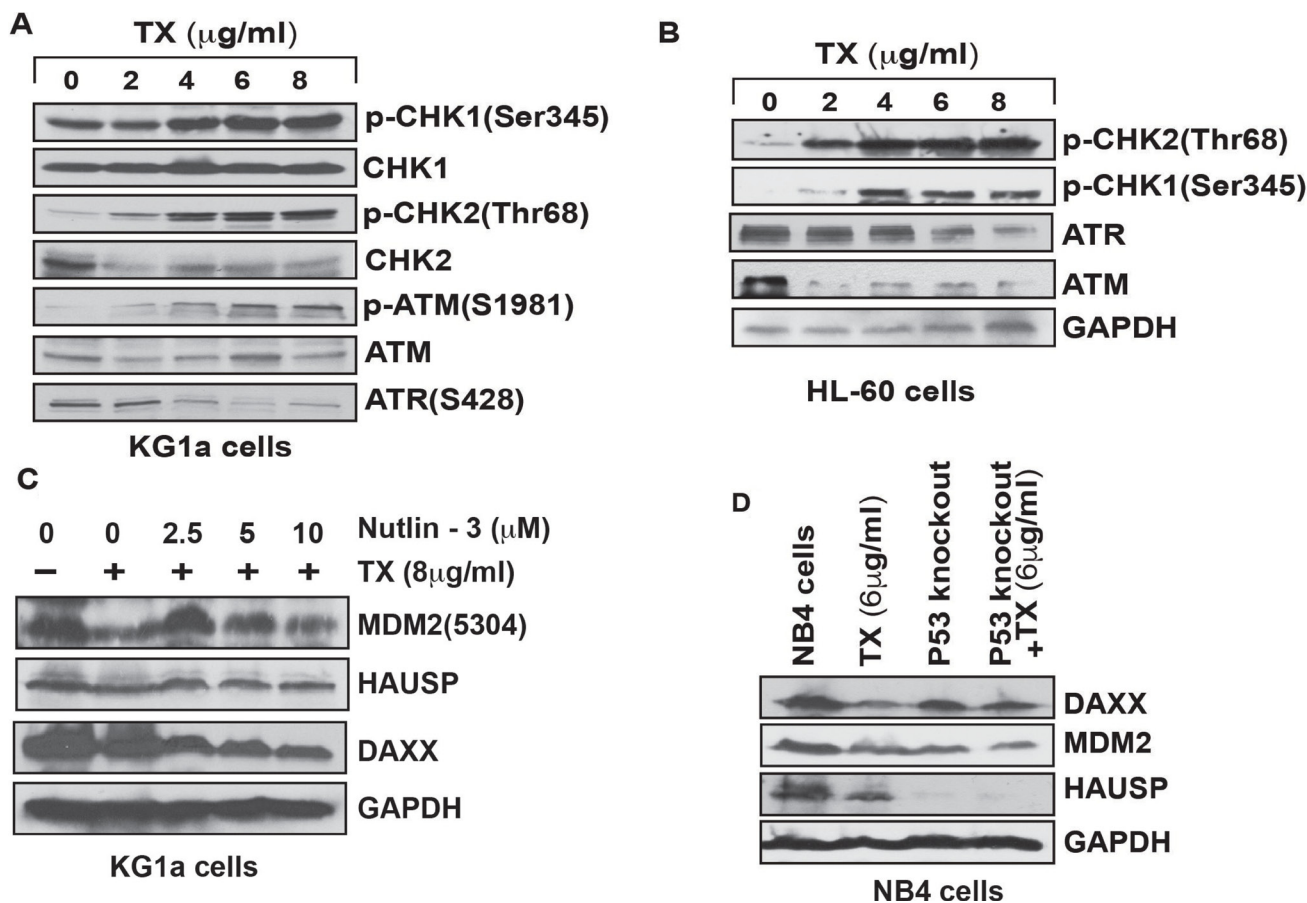 A
TX (μg/ml)
0 2 4 6 8
p-CHK1(Ser345)
CHK1
p-CHK2(Thr68)
CHK2
p-ATM(S1981)
ATM
ATR(S428)
KG1a cells
B
TX (μg/ml)
0 2 4 6 8
p-CHK2(Thr68)
p-CHK1(Ser345)
ATR
ATM
GAPDH
HL-60 cells
C
0 0 2.5 5 10 Nutlin - 3 (μM)
− + + + + TX (8μg/ml)
MDM2(5304)
HAUSP
DAXX
GAPDH
KG1a cells
D
NB4 cells
TX (6μg/ml)
P53 knockout
P53 knockout
+TX (6μg/ml)
DAXX
MDM2
HAUSP
GAPDH
NB4 cells